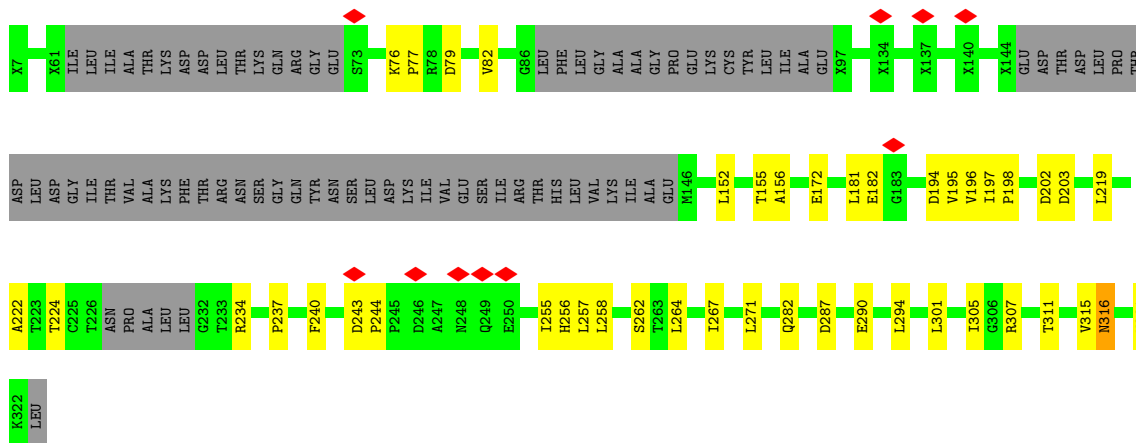 X7 X61 ILE LEU ILE ALA THR LYS ASP ASP LEU THR LYS GLN ARG GLY GLU S73 K76 P77 R78 D79 V82 G86 LEU PHE LEU GLY ALA ALA GLY PRO GLU LYS CYS TYR LEU ILE ALA GLU X97 X134 X137 X140 X144 GLU ASP THR ASP LEU PRO THR
ASP LEU ASP GLY ILE THR VAL ALA LYS PHE THR ARG ASN SER GLY GLN TYR ASN SER LEU ASP LYS ILE VAL GLU SER ILE ARG THR HIS LEU VAL LYS ILE ALA GLU M146 L152 T155 A156 E172 L181 E182 G183 D194 V195 V196 I197 P198 D202 D203 L219
A222 T223 T224 C225 T226 ASN PRO ALA LEU LEU G232 T233 R234 P237 F240 D243 P244 P245 D246 A247 N248 Q249 E250 I255 H256 L257 L258 S262 T263 L264 I267 L271 Q282 D287 E290 L294 L301 I305 G306 R307 T311 V315 N316
K322 LEU